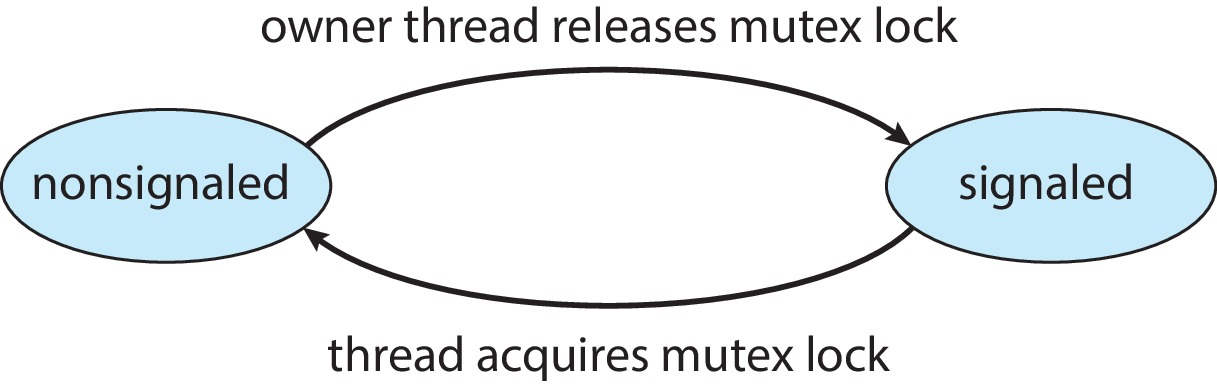 owner thread releases mutex lock
nonsignaled
signaled
thread acquires mutex lock